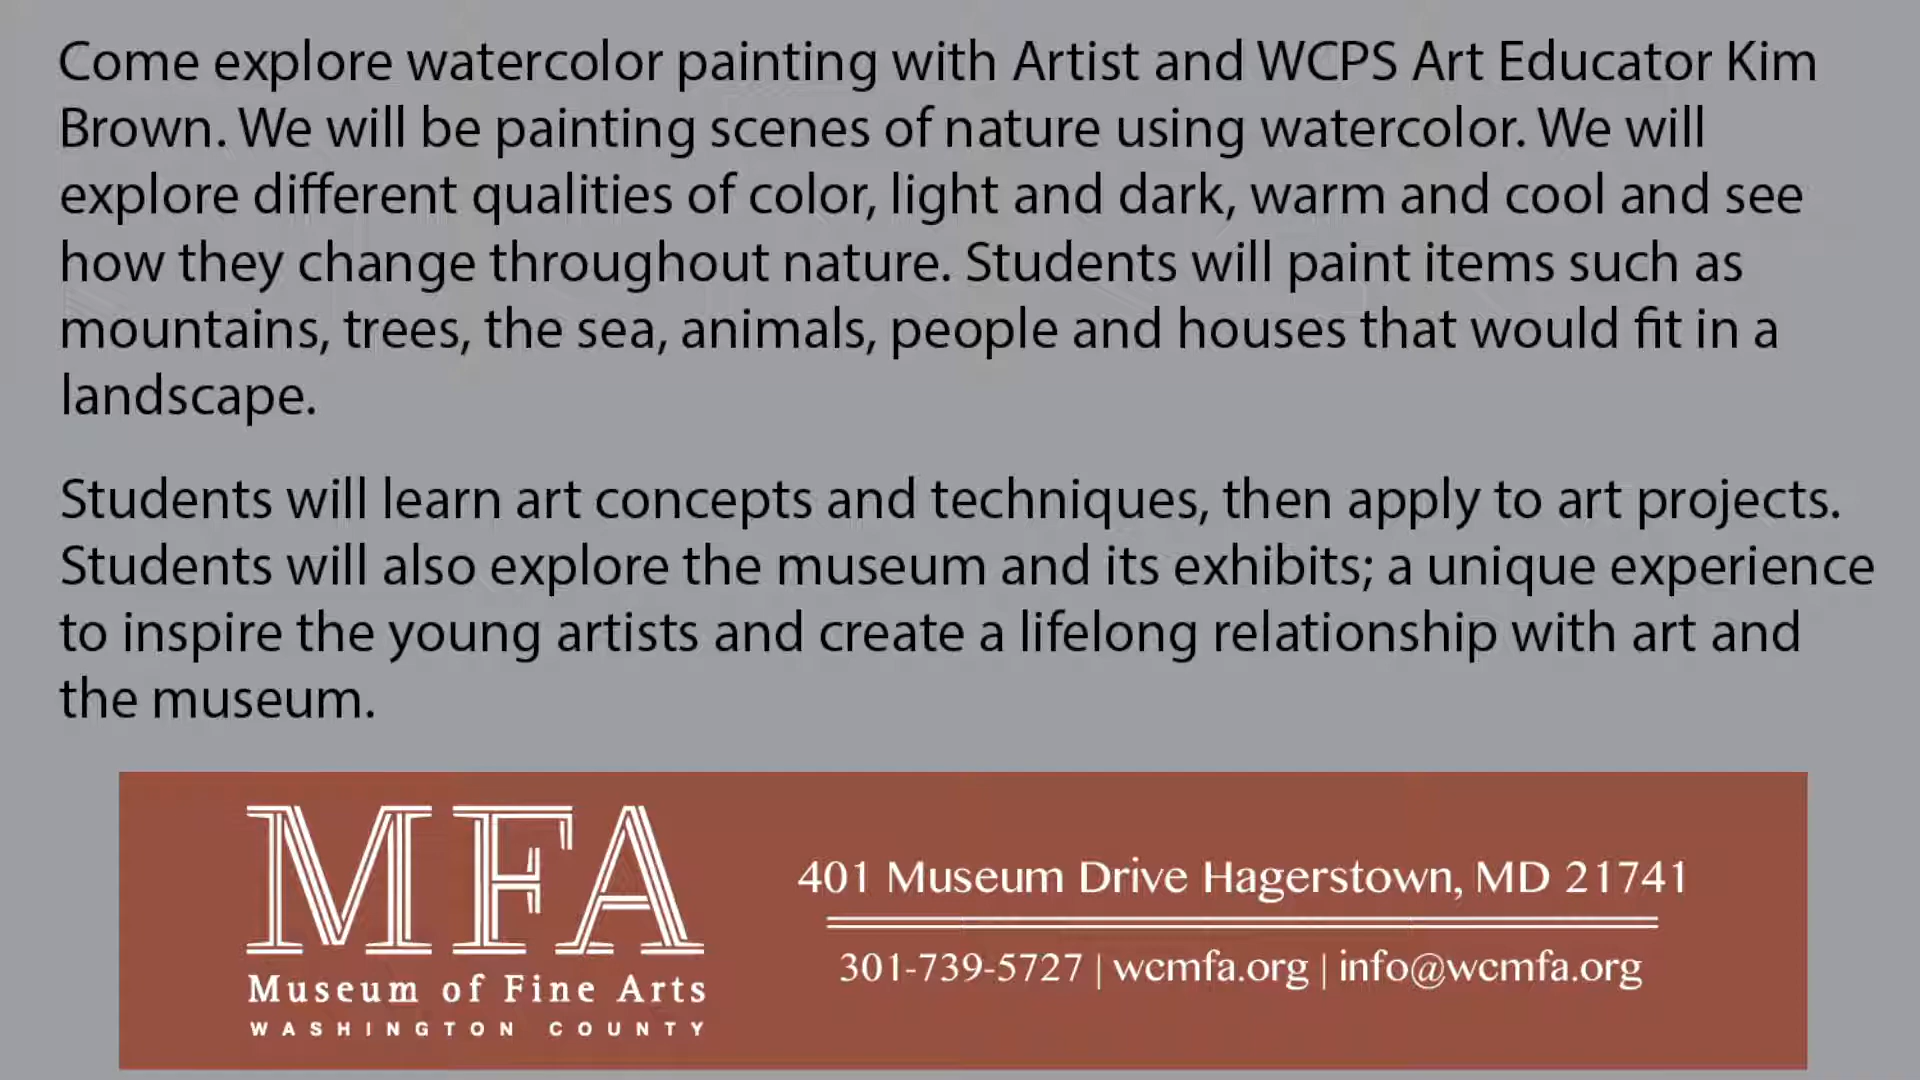 Come explore watercolor painting with Artist and WCPS Art Educator Kim
Brown. We will be painting scenes of nature using watercolor. We will
explore different qualities of color, light and dark, warm and cool and see
how they change throughout nature. Students will paint items such as
mountains, trees, the sea, animals, people and houses that would fit in a
landscape.
Students will learn art concepts and techniques, then apply to art projects.
Students will also explore the museum and its exhibits; a unique experience
to inspire the young artists and create a lifelong relationship with art and
the museum.
MFA
Museum of Fine Arts
WASHINGTON COUNTY
401 Museum Drive Hagerstown, MD 21741
301-739-5727 | wcmfa.org | info@wcmfa.org